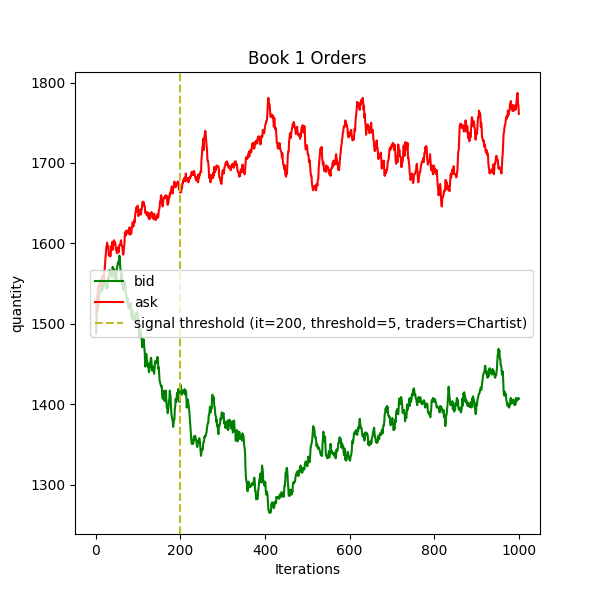 Book 1 Orders
quantity
1800
1700
1600
1500
1400
1300
bid
ask
signal threshold (it=200, threshold=5, traders=Chartist)
0 200 400 600 800 1000
Iterations